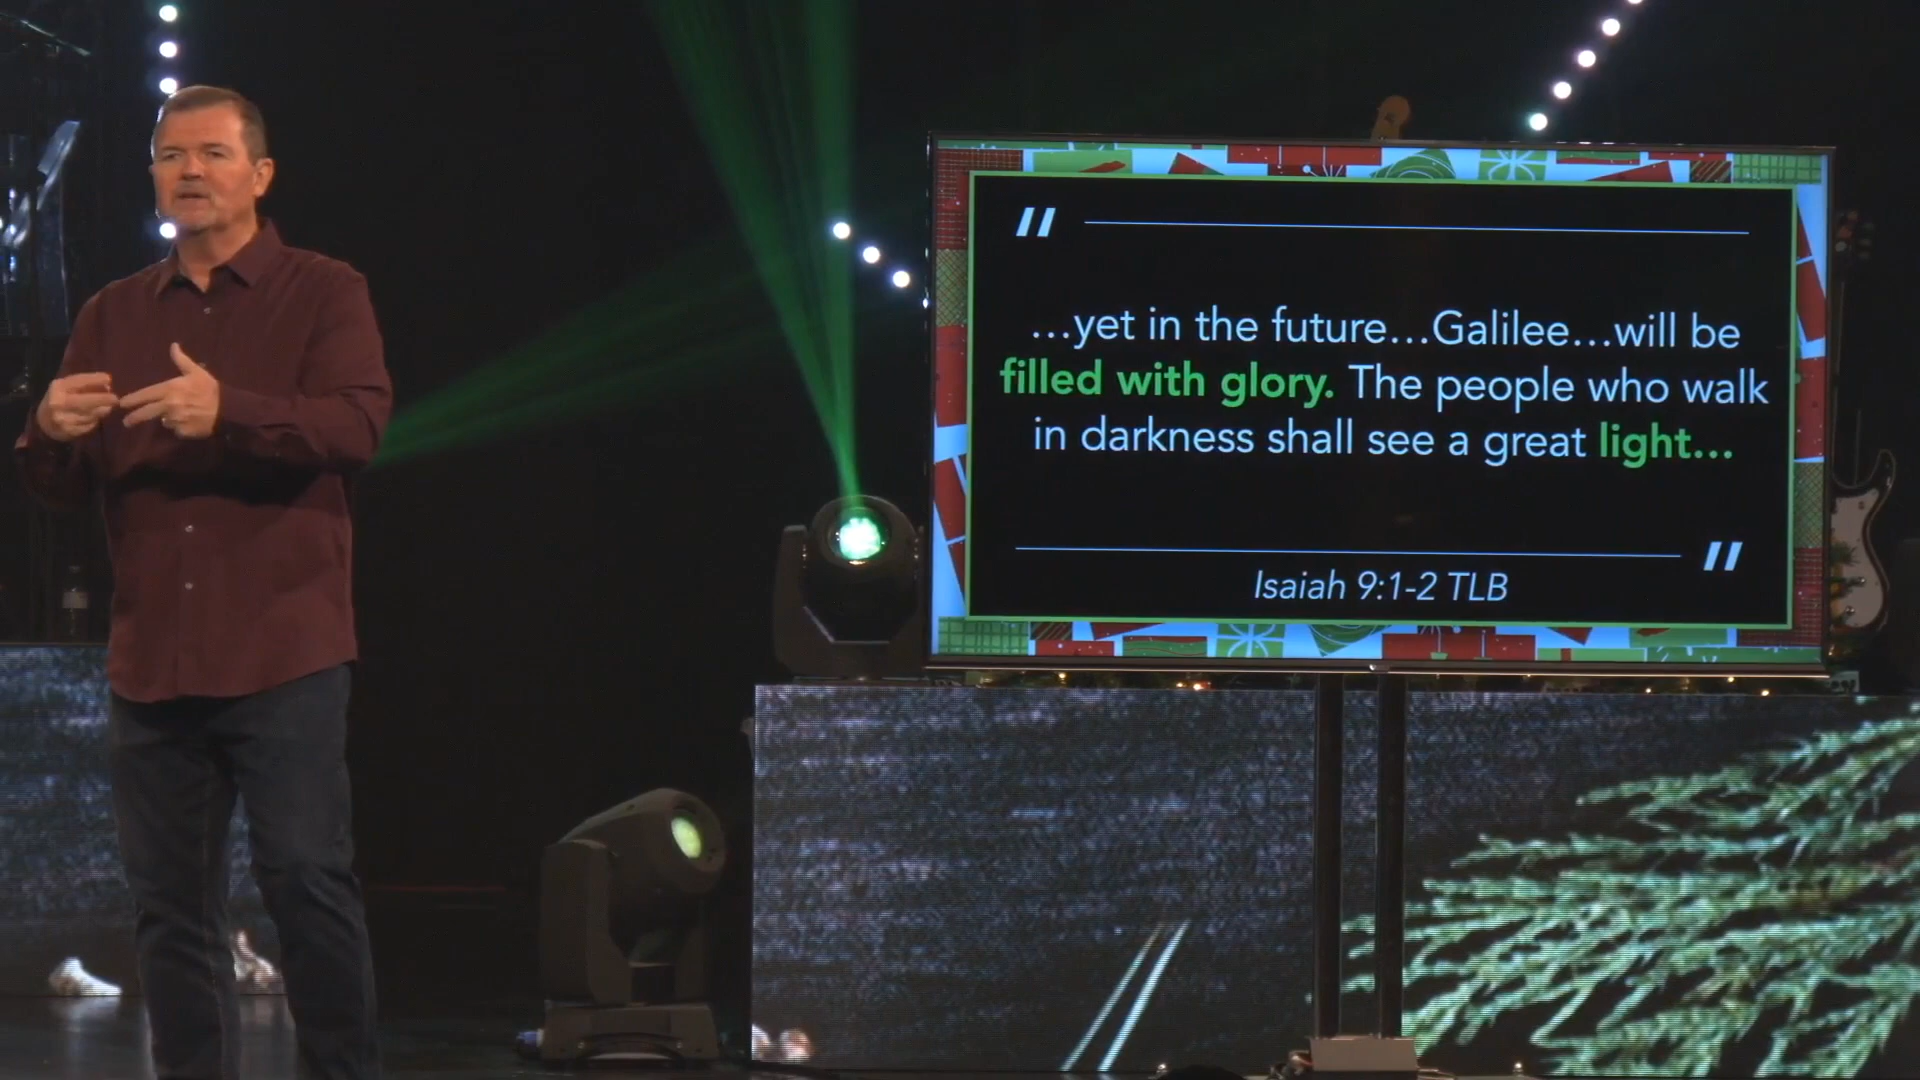 "
…yet in the future…Galilee…will be
filled with glory. The people who walk
in darkness shall see a great light…
"
Isaiah 9:1-2 TLB